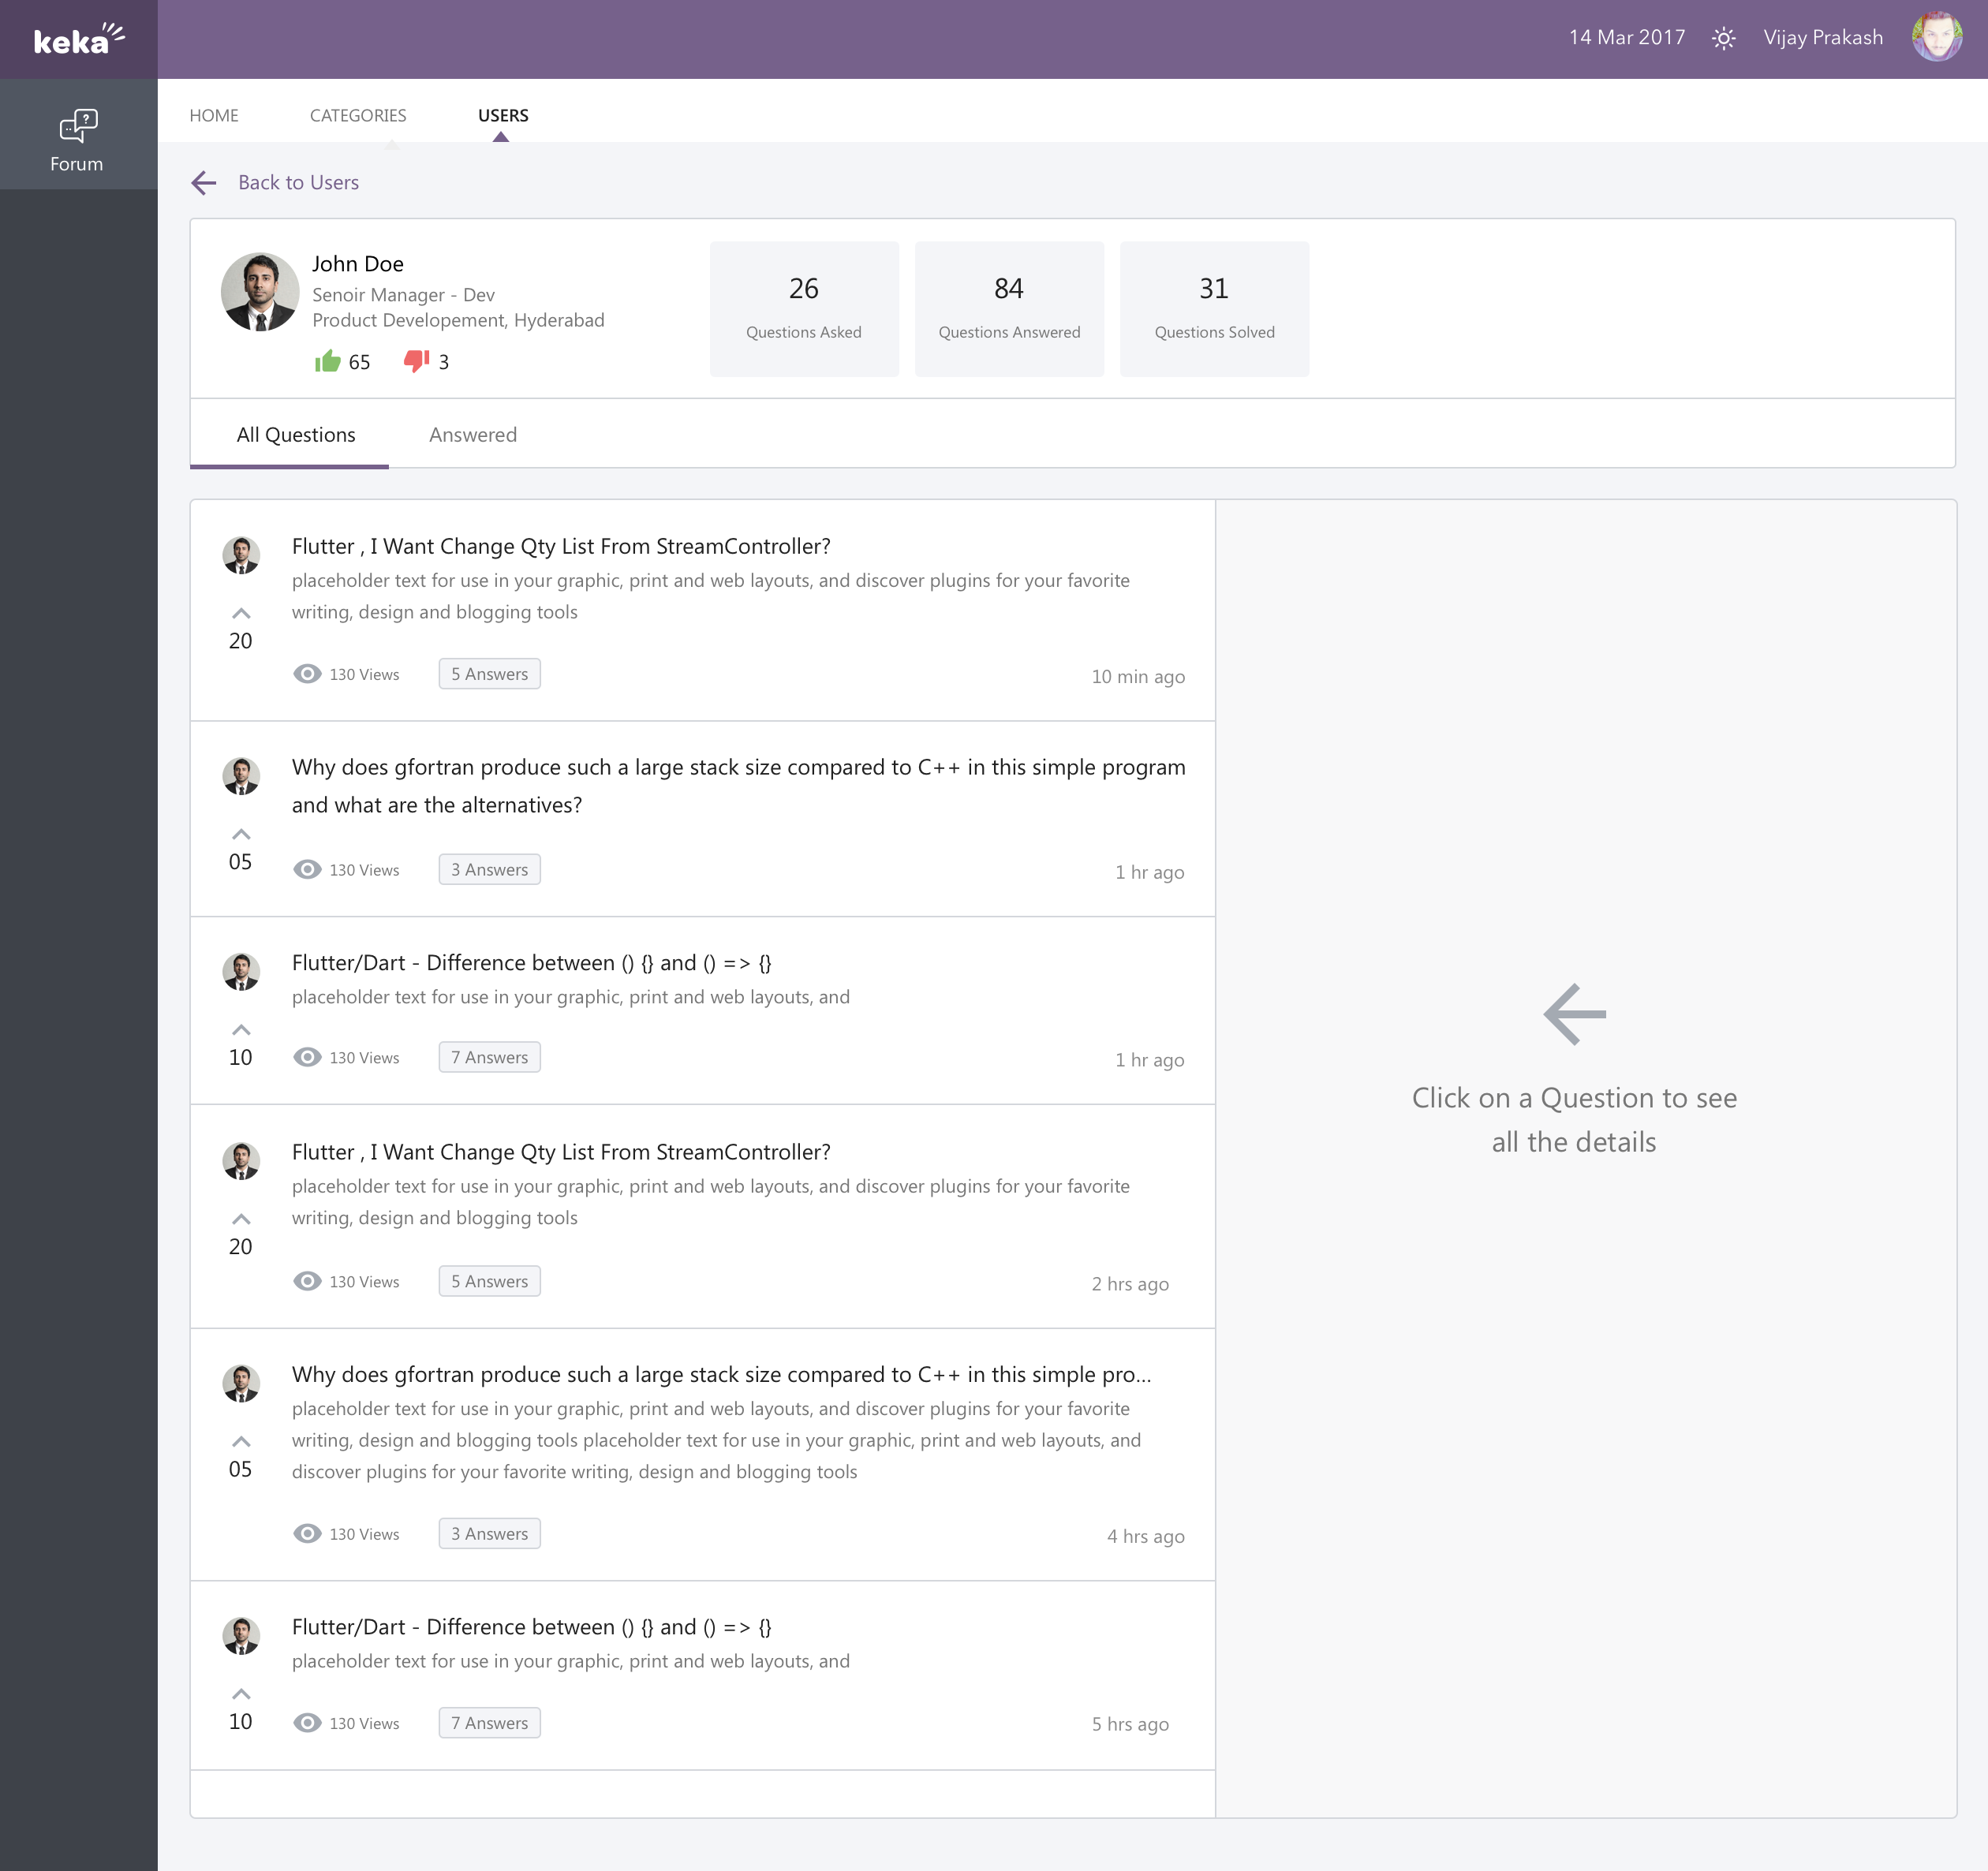 keka
14 Mar 2017
Vijay Prakash
Forum
HOME
CATEGORIES
USERS
Back to Users
John Doe
Senoir Manager - Dev
Product Developement, Hyderabad
65
3
26
Questions Asked
84
Questions Answered
31
Questions Solved
All Questions
Answered
Flutter , I Want Change Qty List From StreamController?
placeholder text for use in your graphic, print and web layouts, and discover plugins for your favorite
writing, design and blogging tools
20
130 Views
5 Answers
10 min ago
Why does gfortran produce such a large stack size compared to C++ in this simple program
and what are the alternatives?
05
130 Views
3 Answers
1 hr ago
Flutter/Dart - Difference between () {} and () => {}
placeholder text for use in your graphic, print and web layouts, and
10
130 Views
7 Answers
1 hr ago
Flutter , I Want Change Qty List From StreamController?
placeholder text for use in your graphic, print and web layouts, and discover plugins for your favorite
writing, design and blogging tools
20
130 Views
5 Answers
2 hrs ago
Why does gfortran produce such a large stack size compared to C++ in this simple pro...
placeholder text for use in your graphic, print and web layouts, and discover plugins for your favorite
writing, design and blogging tools placeholder text for use in your graphic, print and web layouts, and
discover plugins for your favorite writing, design and blogging tools
05
130 Views
3 Answers
4 hrs ago
Flutter/Dart - Difference between () {} and () => {}
placeholder text for use in your graphic, print and web layouts, and
10
130 Views
7 Answers
5 hrs ago
Click on a Question to see
all the details